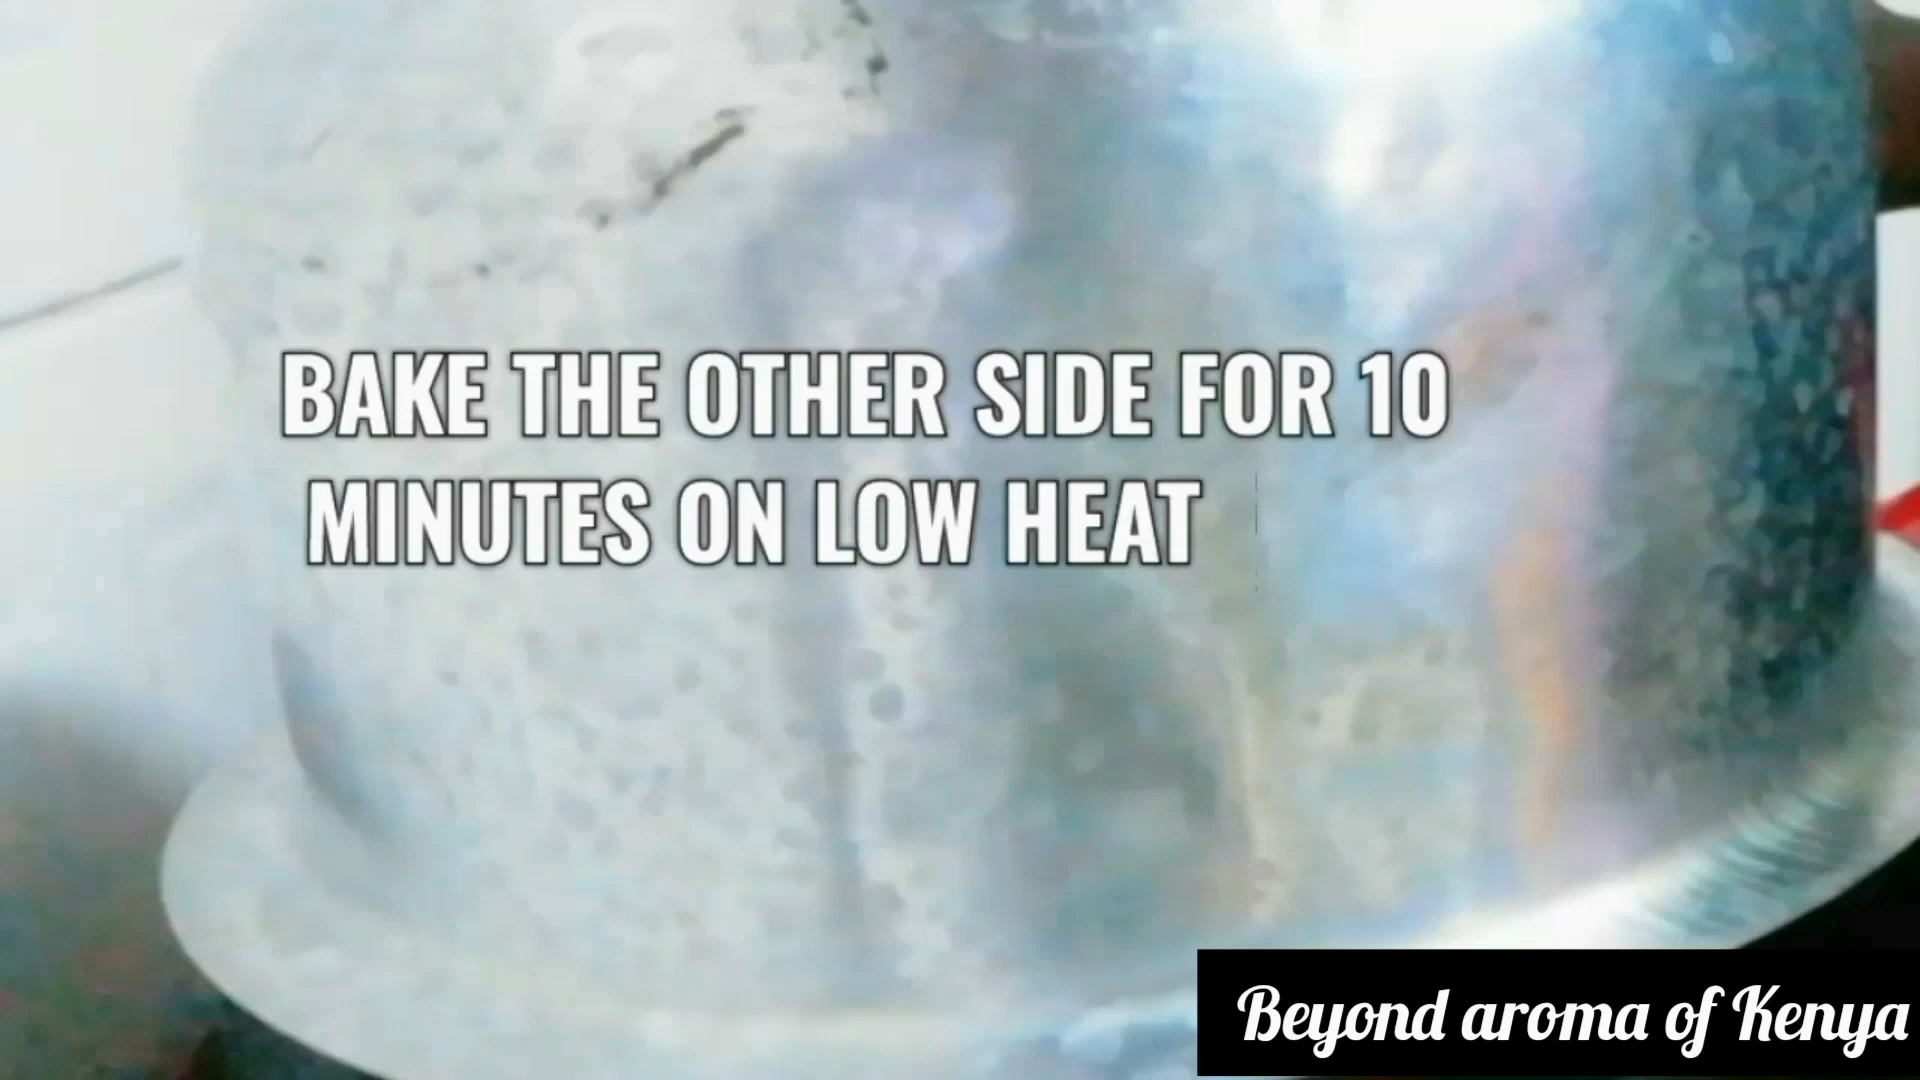 BAKE THE OTHER SIDE FOR 10
MINUTES ON LOW HEAT
Beyond aroma of Kenya